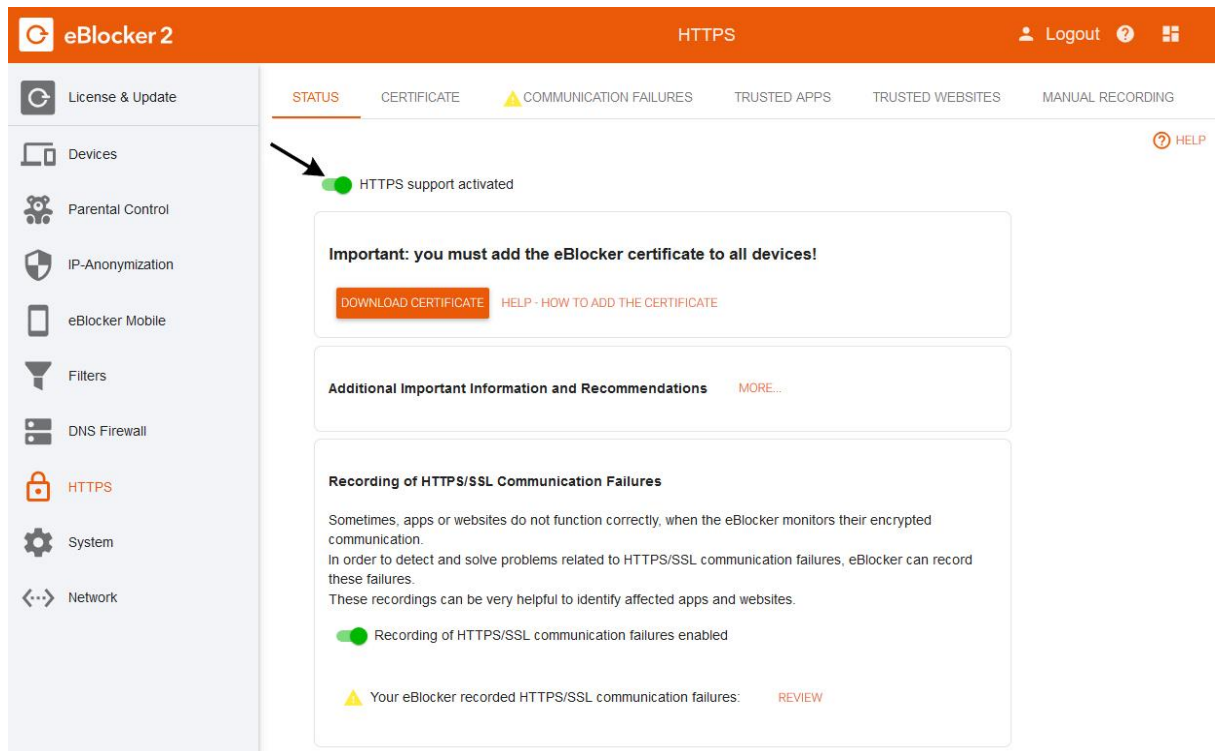 eBlocker 2
HTTPS
Logout
License & Update
Devices
Parental Control
IP-Anonymization
eBlocker Mobile
Filters
DNS Firewall
HTTPS
System
Network
STATUS
CERTIFICATE
COMMUNICATION FAILURES
TRUSTED APPS
TRUSTED WEBSITES
MANUAL RECORDING
HELP
HTTPS support activated
Important: you must add the eBlocker certificate to all devices!
DOWNLOAD CERTIFICATE
HELP - HOW TO ADD THE CERTIFICATE
Additional Important Information and Recommendations
MORE...
Recording of HTTPS/SSL Communication Failures
Sometimes, apps or websites do not function correctly, when the eBlocker monitors their encrypted
communication.
In order to detect and solve problems related to HTTPS/SSL communication failures, eBlocker can record
these failures.
These recordings can be very helpful to identify affected apps and websites.
Recording of HTTPS/SSL communication failures enabled
Your eBlocker recorded HTTPS/SSL communication failures:
REVIEW